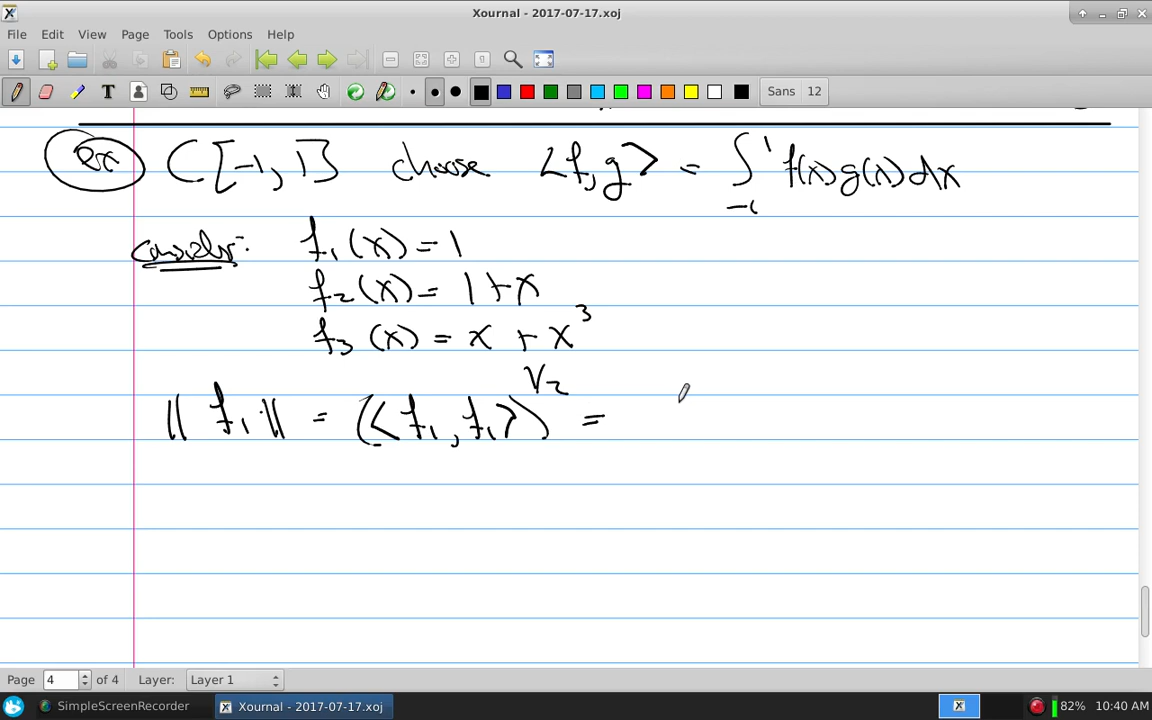 Xournal - 2017-07-17.xoj
File Edit View Page Tools Options Help
Sans 12
ex C[-1, 1] choose <f, g> = ∫₋₁¹ f(x)g(x)dx
consider: f₁(x) = 1
f₂(x) = 1+x
f₃(x) = x + x³
‖f₁‖ = (<f₁, f₁>)^1/2 =
Page 4 of 4 Layer: Layer 1
SimpleScreenRecorder Xournal - 2017-07-17.xoj 82% 10:40 AM